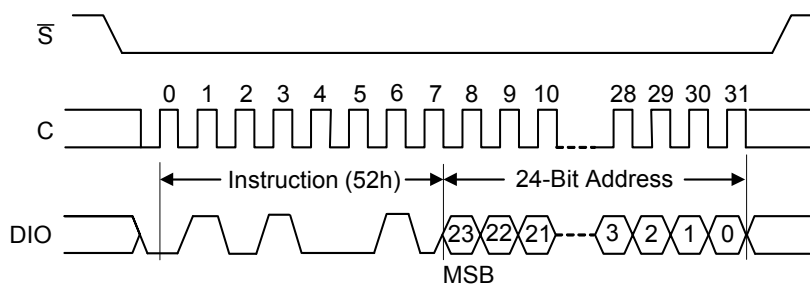 S
0 1 2 3 4 5 6 7 8 9 10 28 29 30 31
C
Instruction (52h) 24-Bit Address
DIO 23 22 21 3 2 1 0
MSB